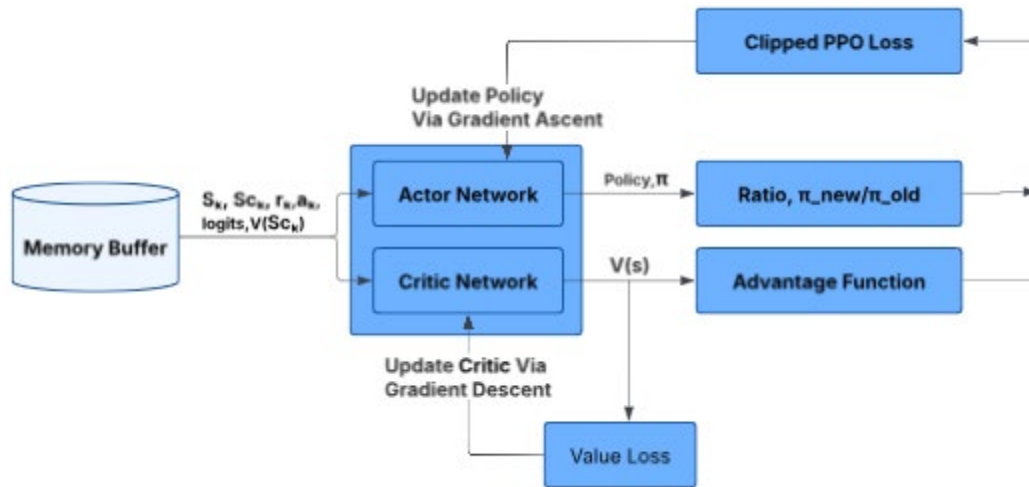 Clipped PPO Loss
Update Policy
Via Gradient Ascent
Memory Buffer
Sₖ, Scₖ, rₖ,aₖ,
logits,V(Scₖ)
Actor Network
Policy,π
Ratio, π_new/π_old
Critic Network
V(s)
Advantage Function
Update Critic Via
Gradient Descent
Value Loss